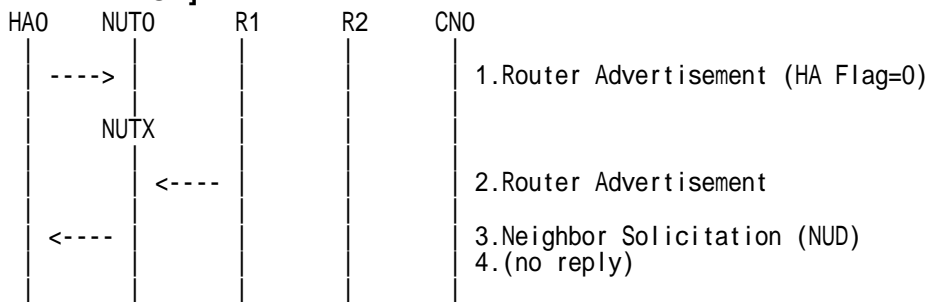 HA0 NUT0 R1 R2 CN0
----> 1.Router Advertisement (HA Flag=0)
NUTX
<---- 2.Router Advertisement
<---- 3.Neighbor Solicitation (NUD)
4.(no reply)